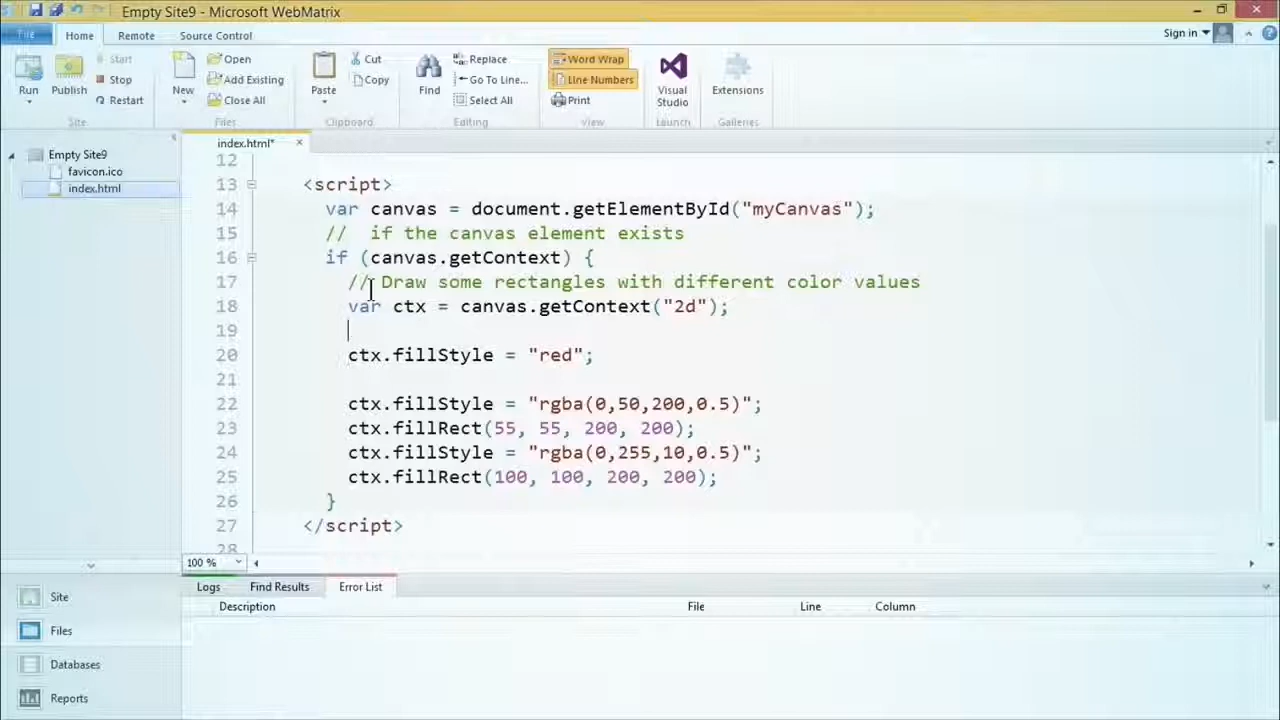 Empty Site9 - Microsoft WebMatrix
File Home Remote Source Control Sign in
Run Publish Start Stop Restart
Site
New Open Add Existing Close All
Files
Paste Cut Copy
Clipboard
Find Replace Go To Line... Select All
Editing
Word Wrap Line Numbers Print
View
Visual Studio
Launch
Extensions
Galleries
Empty Site9
favicon.ico
index.html
index.html*
12
13 <script>
14 var canvas = document.getElementById("myCanvas");
15 // if the canvas element exists
16 if (canvas.getContext) {
17 // Draw some rectangles with different color values
18 var ctx = canvas.getContext("2d");
19
20 ctx.fillStyle = "red";
21
22 ctx.fillStyle = "rgba(0,50,200,0.5)";
23 ctx.fillRect(55, 55, 200, 200);
24 ctx.fillStyle = "rgba(0,255,10,0.5)";
25 ctx.fillRect(100, 100, 200, 200);
26 }
27 </script>
28
100 %
Logs Find Results Error List
Description File Line Column
Site
Files
Databases
Reports